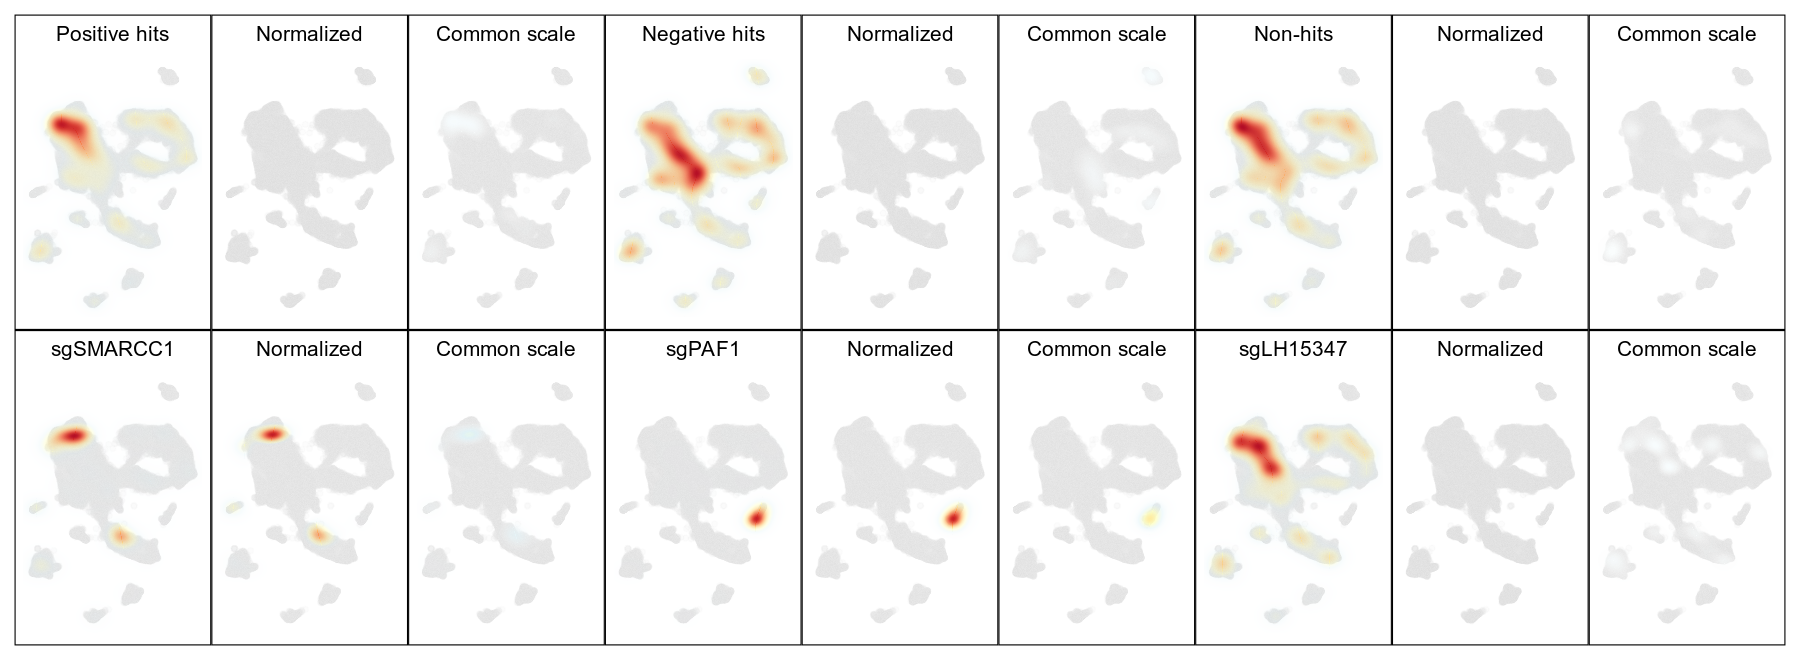 Positive hits
Normalized
Common scale
Negative hits
Normalized
Common scale
Non-hits
Normalized
Common scale
sgSMARCC1
Normalized
Common scale
sgPAF1
Normalized
Common scale
sgLH15347
Normalized
Common scale